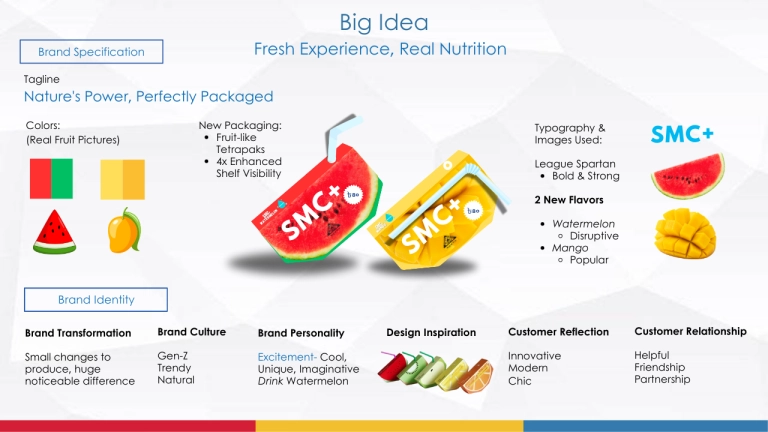 Big Idea
Fresh Experience, Real Nutrition
Brand Specification
Tagline
Nature's Power, Perfectly Packaged
Colors:
(Real Fruit Pictures)
New Packaging:
• Fruit-like
Tetrapaks
• 4x Enhanced
Shelf Visibility
SMC+
SMC+
Typography &
Images Used:
SMC+
League Spartan
• Bold & Strong
2 New Flavors
• Watermelon
○ Disruptive
• Mango
○ Popular
Brand Identity
Brand Transformation
Small changes to
produce, huge
noticeable difference
Brand Culture
Gen-Z
Trendy
Natural
Brand Personality
Excitement- Cool,
Unique, Imaginative
Drink Watermelon
Design Inspiration
Customer Reflection
Innovative
Modern
Chic
Customer Relationship
Helpful
Friendship
Partnership